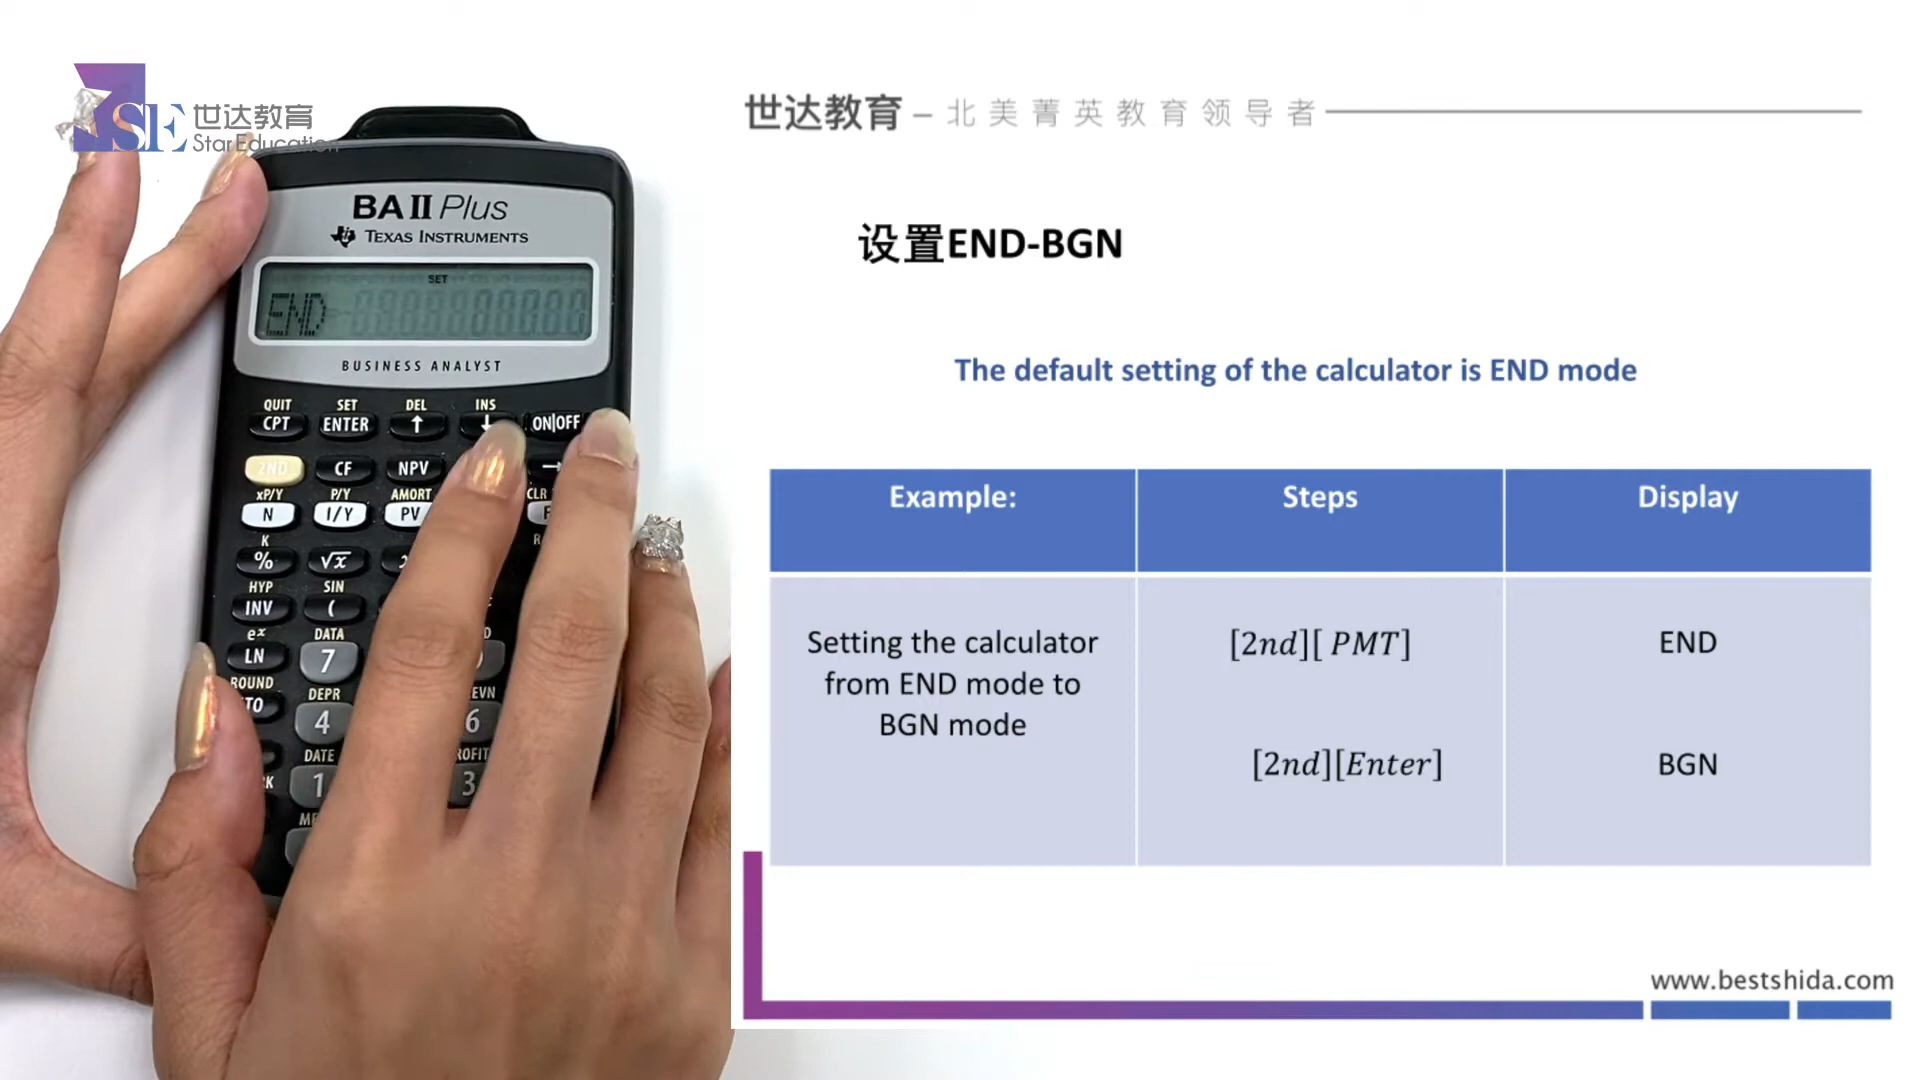 SE 世达教育
StarEducation
BA II Plus
TEXAS INSTRUMENTS
SET
END
BUSINESS ANALYST
QUIT SET DEL INS
CPT ENTER ↑ ↓ ON|OFF
2ND CF NPV →
xP/Y P/Y AMORT CLR
N I/Y PV
K
% √x
HYP SIN
INV (
eˣ DATA
LN 7
ROUND DEPR
4 6
DATE
1 3
世达教育 – 北美菁英教育领导者
设置END-BGN
The default setting of the calculator is END mode
Example: Steps Display
Setting the calculator from END mode to BGN mode
[2nd][ PMT] END
[2nd][Enter] BGN
www.bestshida.com